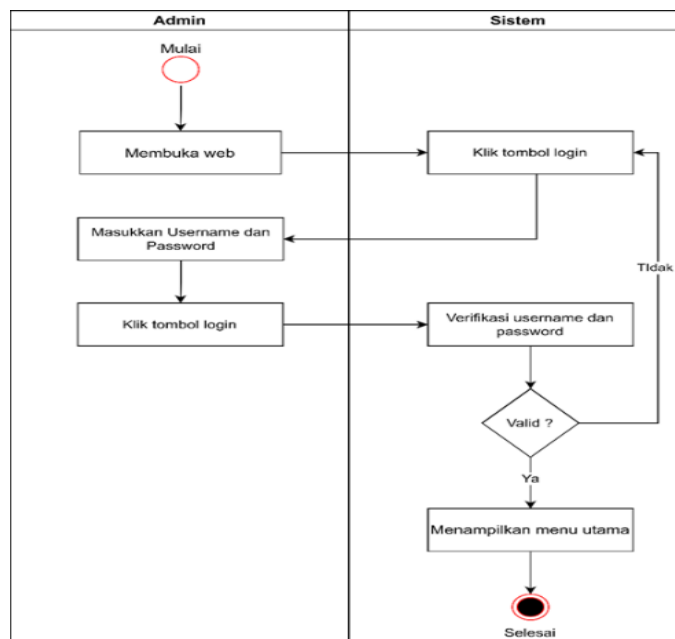 Admin
Sistem
Mulai
Membuka web
Klik tombol login
Masukkan Username dan
Password
TIdak
Klik tombol login
Verifikasi username dan
password
Valid ?
Ya
Menampilkan menu utama
Selesai